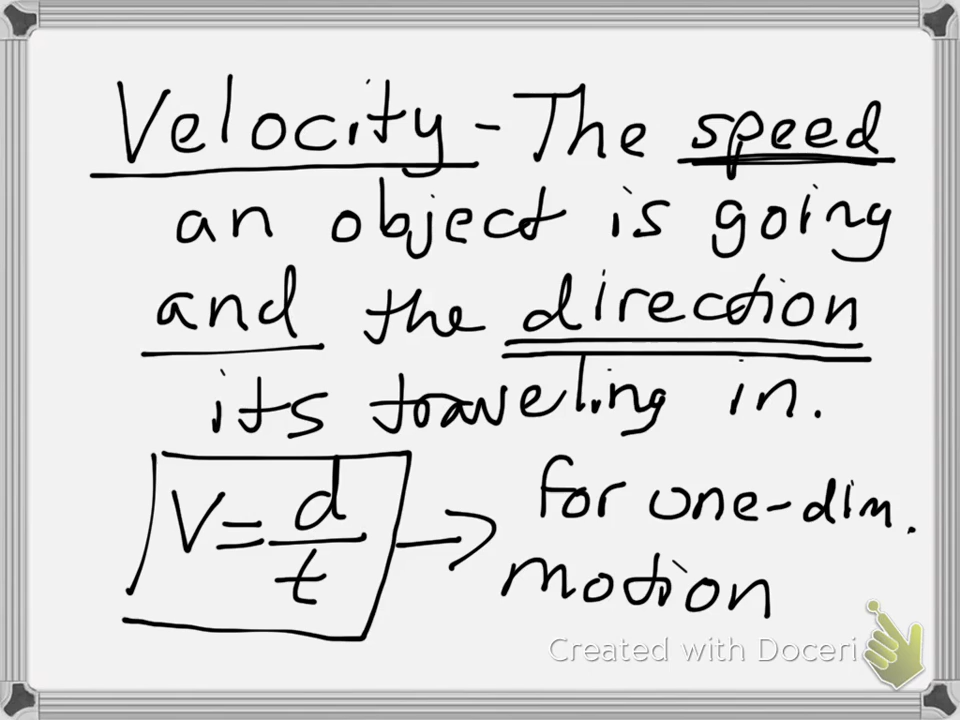 Velocity - The speed
an object is going
and the direction
its traveling in.
V = d/t → for one-dim.
motion
Created with Doceri